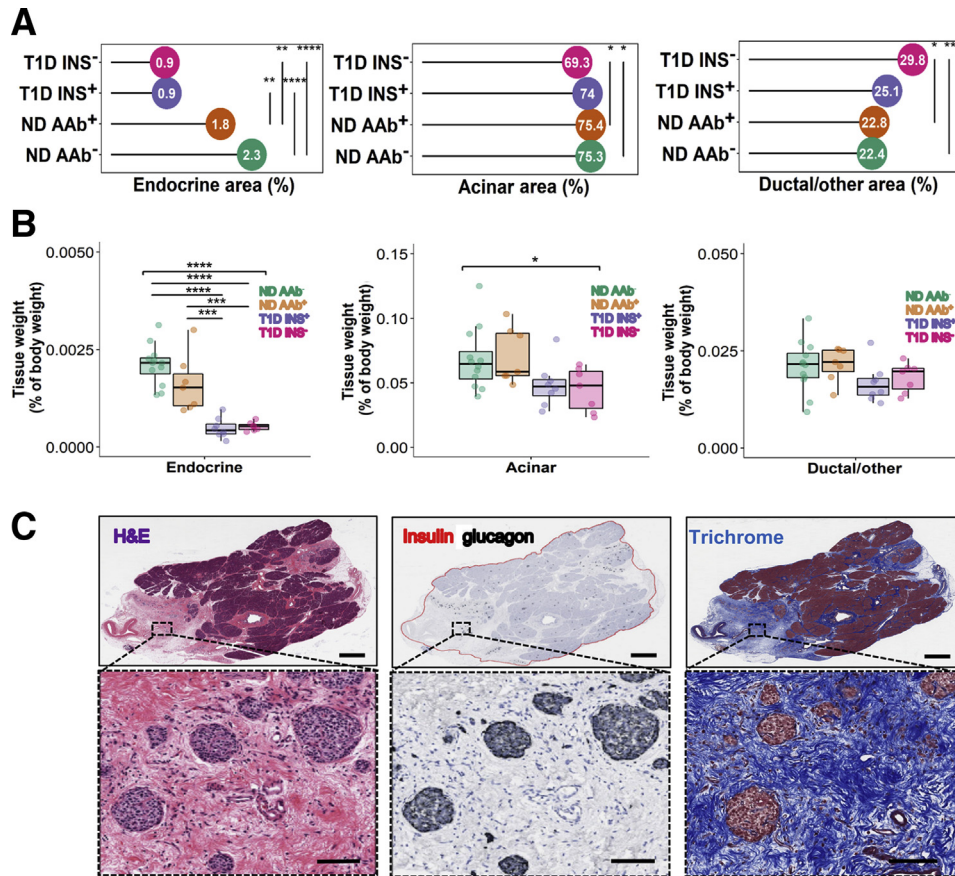 A
T1D INS⁻
T1D INS⁺
ND AAb⁺
ND AAb⁻
0.9
0.9
1.8
2.3
** ****
** ****
Endocrine area (%)
T1D INS⁻
T1D INS⁺
ND AAb⁺
ND AAb⁻
69.3
74
75.4
75.3
* *
Acinar area (%)
T1D INS⁻
T1D INS⁺
ND AAb⁺
ND AAb⁻
29.8
25.1
22.8
22.4
* **
Ductal/other area (%)
B
Tissue weight
(% of body weight)
0.0050
0.0025
0.0000
****
****
****
***
***
ND AAb⁻
ND AAb⁺
T1D INS⁺
T1D INS⁻
Endocrine
Tissue weight
(% of body weight)
0.15
0.10
0.05
0.00
*
ND AAb⁻
ND AAb⁺
T1D INS⁺
T1D INS⁻
Acinar
Tissue weight
(% of body weight)
0.050
0.025
0.000
ND AAb⁻
ND AAb⁺
T1D INS⁺
T1D INS⁻
Ductal/other
C
H&E
Insulin glucagon
Trichrome